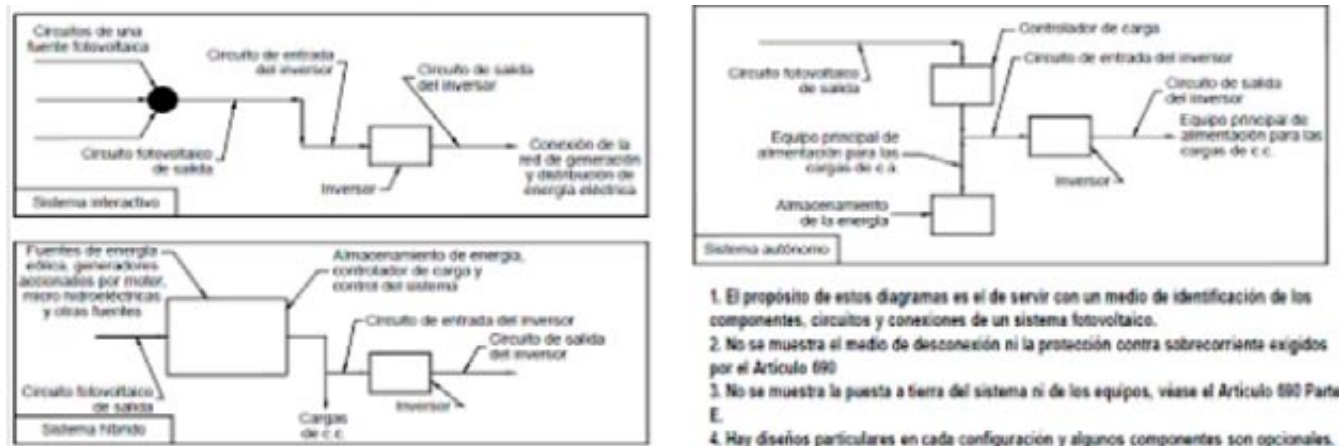 Circuitos de una
fuente fotovoltaica
Circuito de entrada
del inversor
Circuito de salida
del inversor
Circuito fotovoltaico
de salida
Inversor
Conexión de la
red de generación
y distribución de
energía eléctrica
Sistema interactivo
Fuentes de energía
eólica, generadores
accionados por motor,
micro hidroeléctricas
y otras fuentes
Almacenamiento de energía,
controlador de carga y
control del sistema
Circuito de entrada del inversor
Circuito de salida
del inversor
Circuito fotovoltaico
de salida
Cargas
de c.c.
Inversor
Sistema híbrido
Controlador de carga
Circuito fotovoltaico
de salida
Circuito de entrada del inversor
Circuito de salida
del inversor
Equipo principal de
alimentación para las
cargas de c.a.
Equipo principal de
alimentación para las
cargas de c.c.
Inversor
Almacenamiento
de la energía
Sistema autónomo
1. El propósito de estos diagramas es el de servir con un medio de identificación de los
componentes, circuitos y conexiones de un sistema fotovoltaico.
2. No se muestra el medio de desconexión ni la protección contra sobrecorriente exigidos
por el Artículo 690
3. No se muestra la puesta a tierra del sistema ni de los equipos, véase el Artículo 690 Parte
E.
4. Hay diseños particulares en cada configuración y algunos componentes son opcionales.